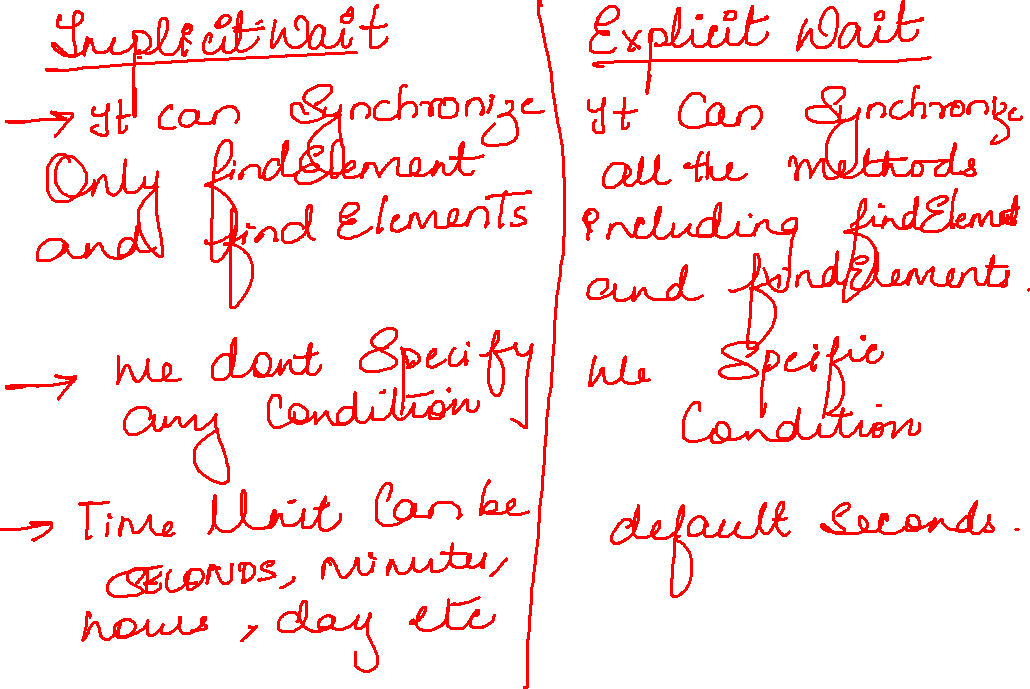 Implicit Wait
→ It can Synchronize
Only findElement
and find Elements
→ We dont Specify
any Condition
→ Time Unit Can be
SECONDS, Minutes,
hours, day etc
Explicit Wait
It Can Synchronize
all the methods
including findElement
and findElements.
We Specific
Condition
default Seconds.